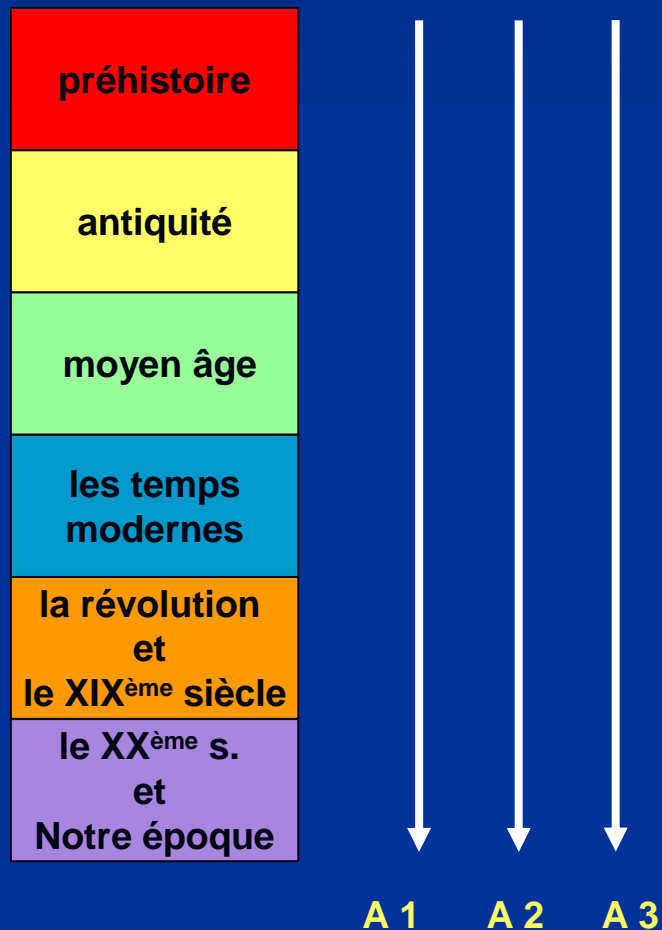 préhistoire
antiquité
moyen âge
les temps
modernes
la révolution
et
le XIXème siècle
le XXème s.
et
Notre époque
A 1 A 2 A 3